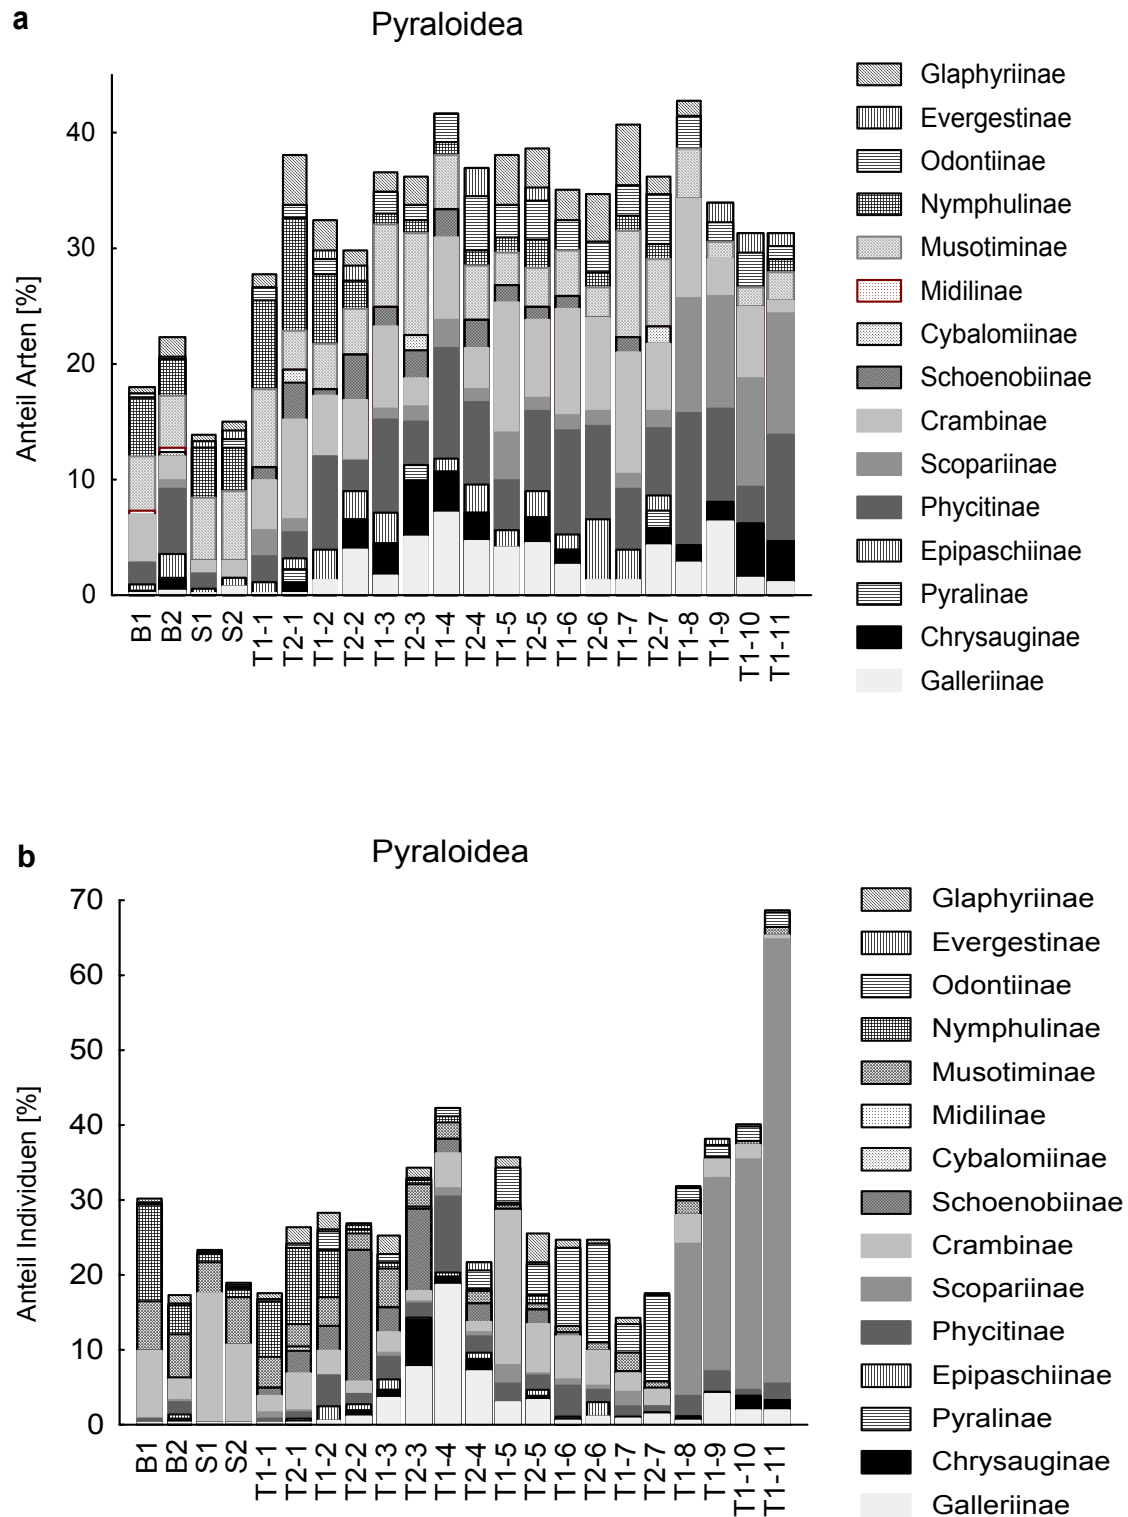 a
Pyraloidea
Anteil Arten [%]
40
30
20
10
0
B1
B2
S1
S2
T1-1
T2-1
T1-2
T2-2
T1-3
T2-3
T1-4
T2-4
T1-5
T2-5
T1-6
T2-6
T1-7
T2-7
T1-8
T1-9
T1-10
T1-11
Glaphyriinae
Evergestinae
Odontiinae
Nymphulinae
Musotiminae
Midilinae
Cybalomiinae
Schoenobiinae
Crambinae
Scopariinae
Phycitinae
Epipaschiinae
Pyralinae
Chrysauginae
Galleriinae
b
Pyraloidea
Anteil Individuen [%]
70
60
50
40
30
20
10
0
B1
B2
S1
S2
T1-1
T2-1
T1-2
T2-2
T1-3
T2-3
T1-4
T2-4
T1-5
T2-5
T1-6
T2-6
T1-7
T2-7
T1-8
T1-9
T1-10
T1-11
Glaphyriinae
Evergestinae
Odontiinae
Nymphulinae
Musotiminae
Midilinae
Cybalomiinae
Schoenobiinae
Crambinae
Scopariinae
Phycitinae
Epipaschiinae
Pyralinae
Chrysauginae
Galleriinae